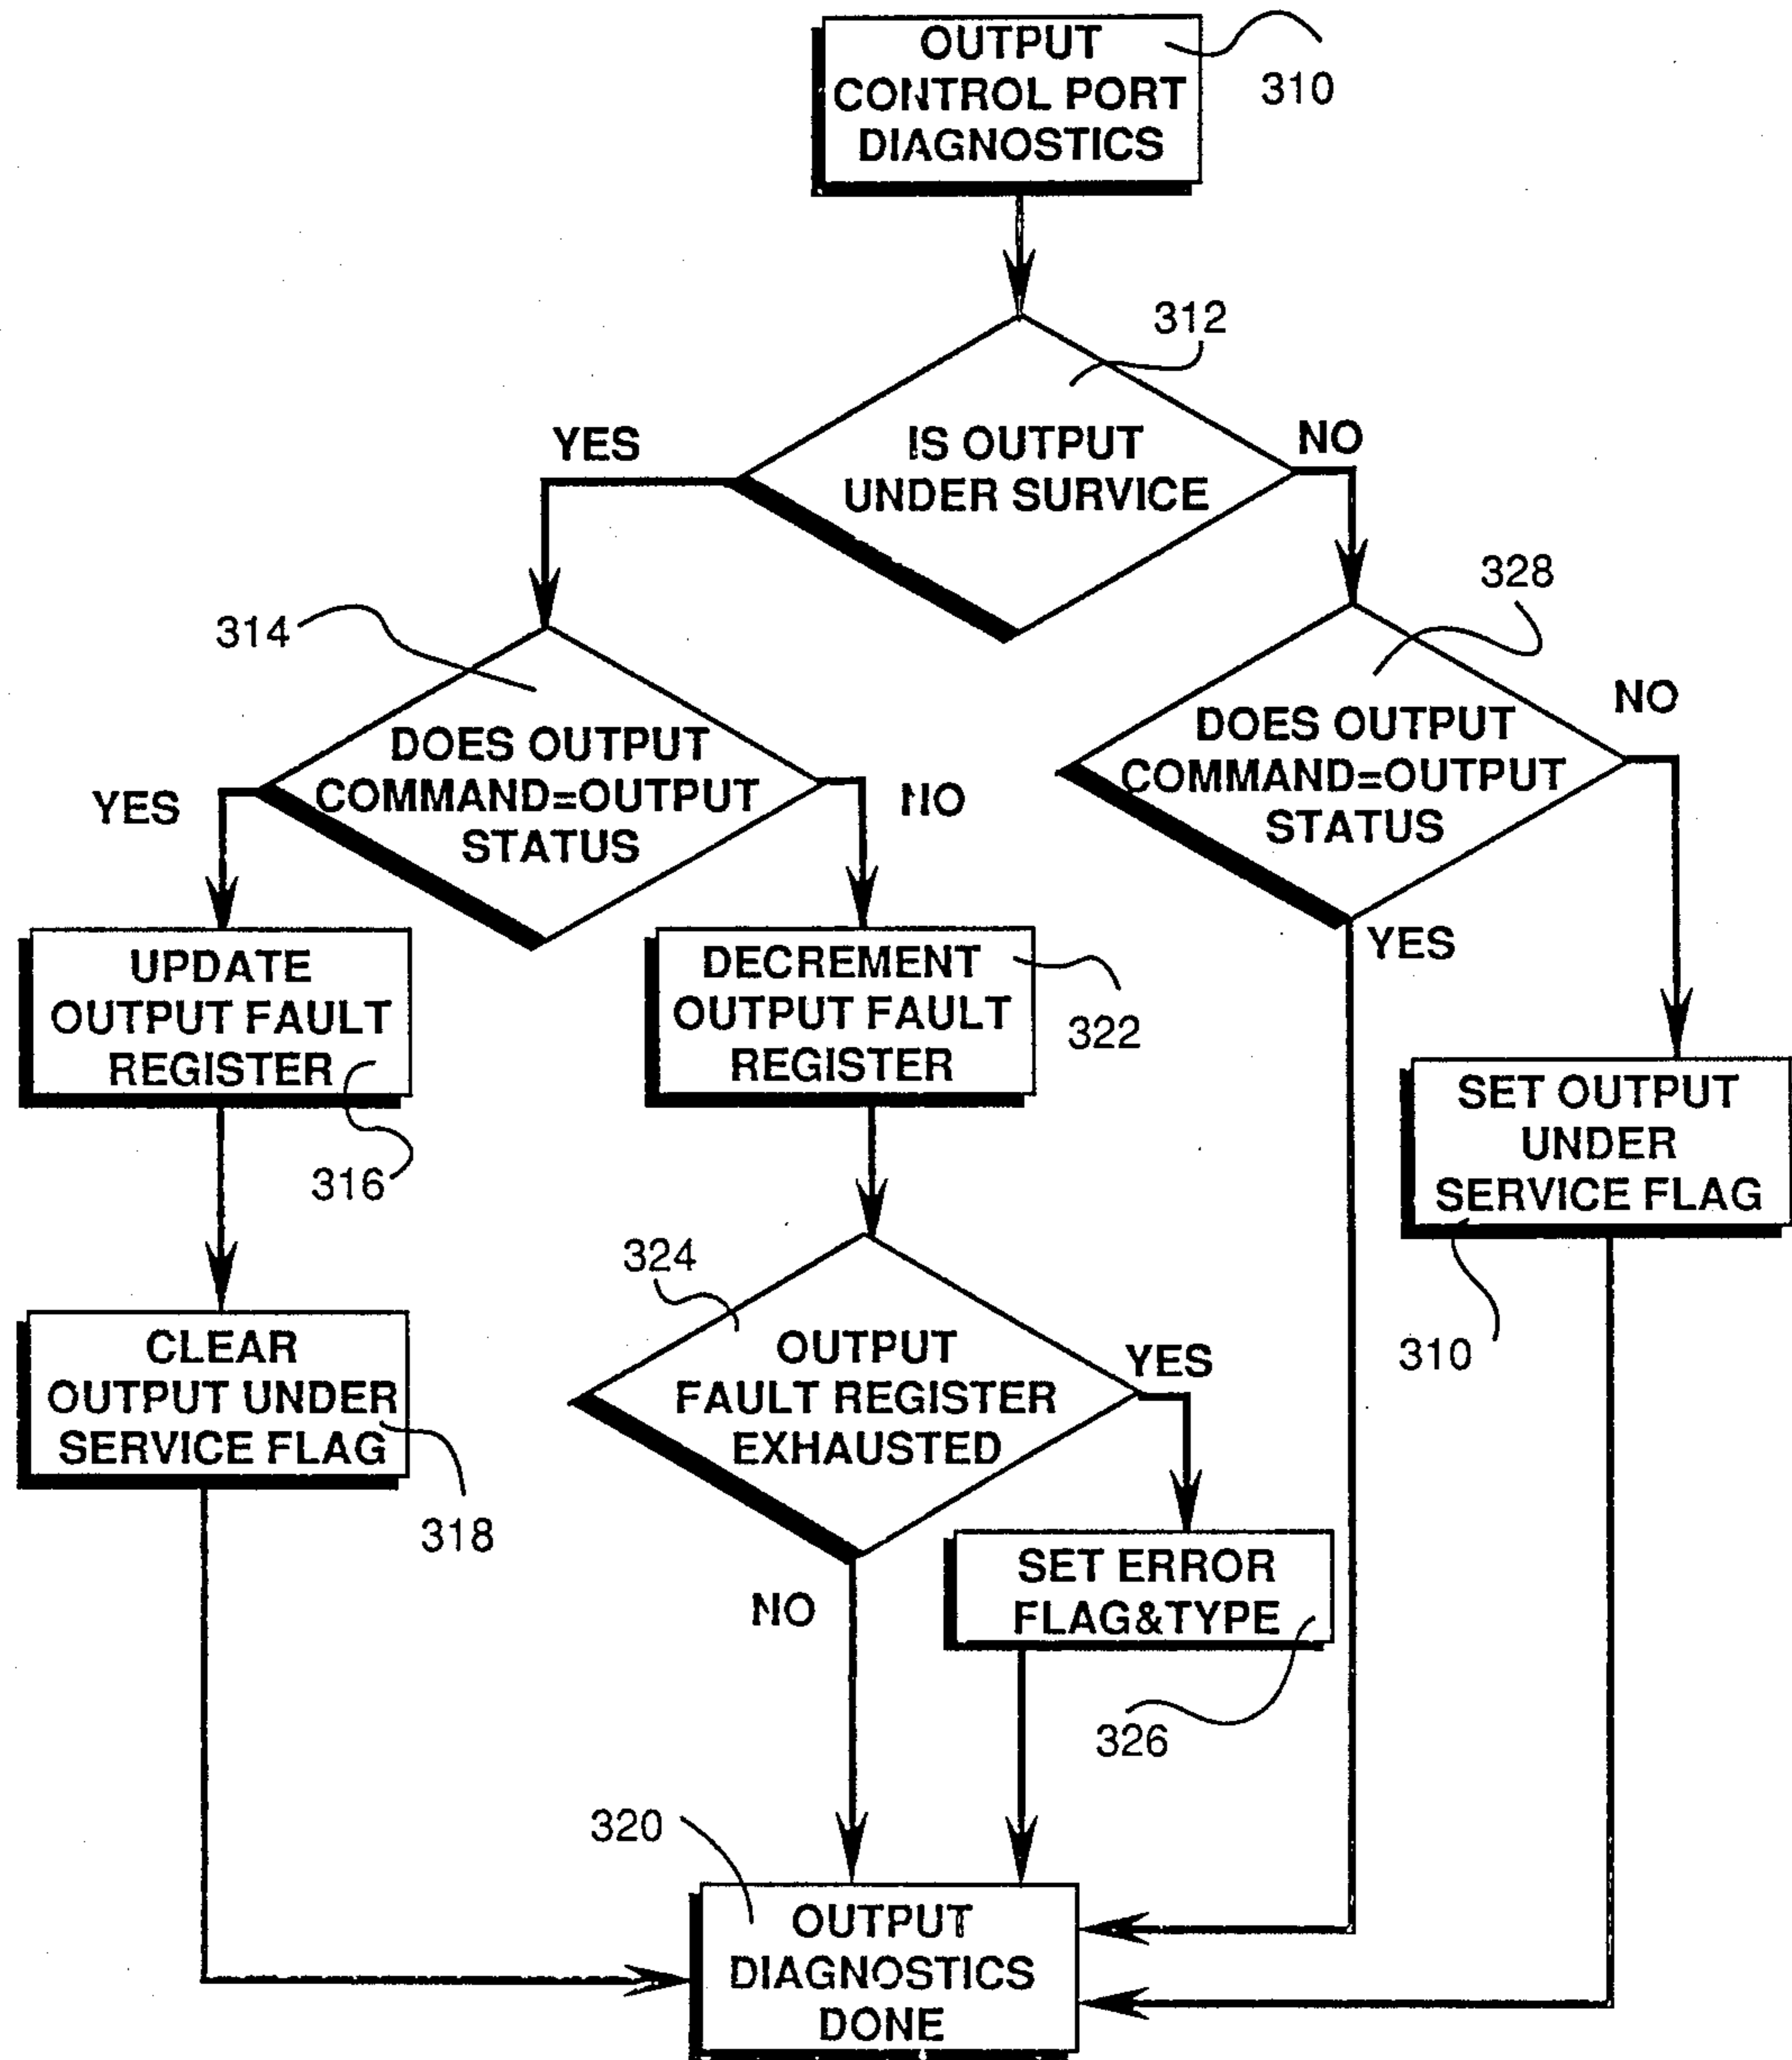 OUTPUT
CONTROL PORT
DIAGNOSTICS
310
312
IS OUTPUT
UNDER SURVICE
YES
NO
314
DOES OUTPUT
COMMAND=OUTPUT
STATUS
YES
NO
328
DOES OUTPUT
COMMAND=OUTPUT
STATUS
NO
YES
UPDATE
OUTPUT FAULT
REGISTER
316
DECREMENT
OUTPUT FAULT
REGISTER
322
SET OUTPUT
UNDER
SERVICE FLAG
310
CLEAR
OUTPUT UNDER
SERVICE FLAG
318
324
OUTPUT
FAULT REGISTER
EXHAUSTED
YES
NO
SET ERROR
FLAG&TYPE
326
320
OUTPUT
DIAGNOSTICS
DONE